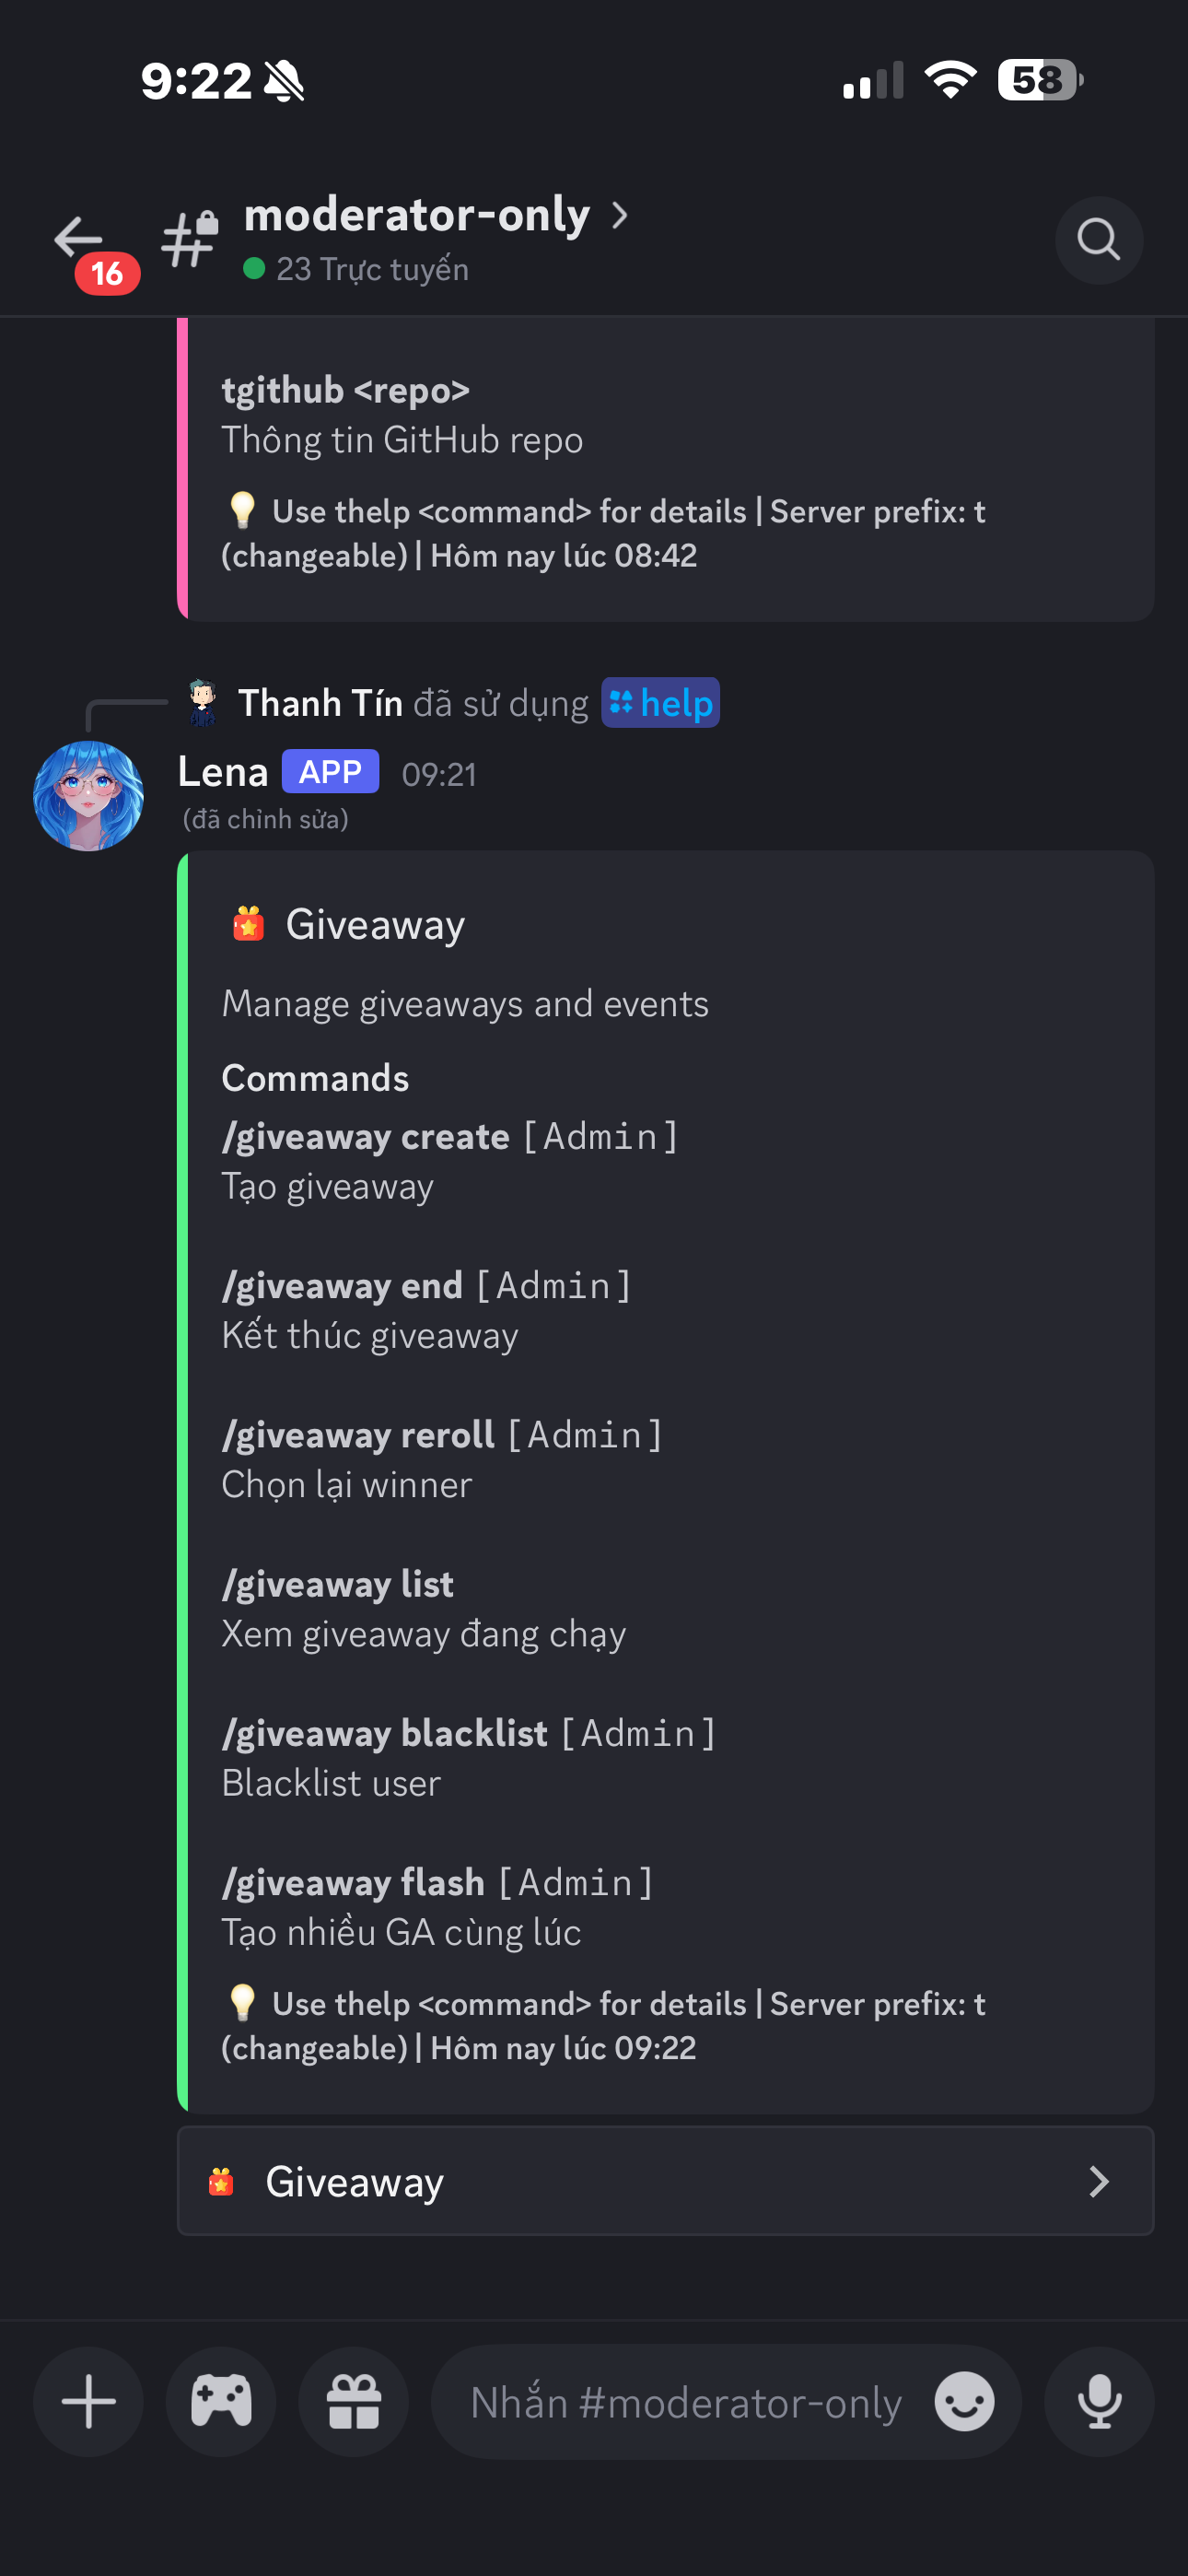 9:22
58
moderator-only
16
23 Trực tuyến
tgithub <repo>
Thông tin GitHub repo
💡 Use thelp <command> for details | Server prefix: t
(changeable) | Hôm nay lúc 08:42
Thanh Tín đã sử dụng help
Lena APP 09:21
(đã chỉnh sửa)
Giveaway
Manage giveaways and events
Commands
/giveaway create [Admin]
Tạo giveaway
/giveaway end [Admin]
Kết thúc giveaway
/giveaway reroll [Admin]
Chọn lại winner
/giveaway list
Xem giveaway đang chạy
/giveaway blacklist [Admin]
Blacklist user
/giveaway flash [Admin]
Tạo nhiều GA cùng lúc
💡 Use thelp <command> for details | Server prefix: t
(changeable) | Hôm nay lúc 09:22
Giveaway
Nhắn #moderator-only